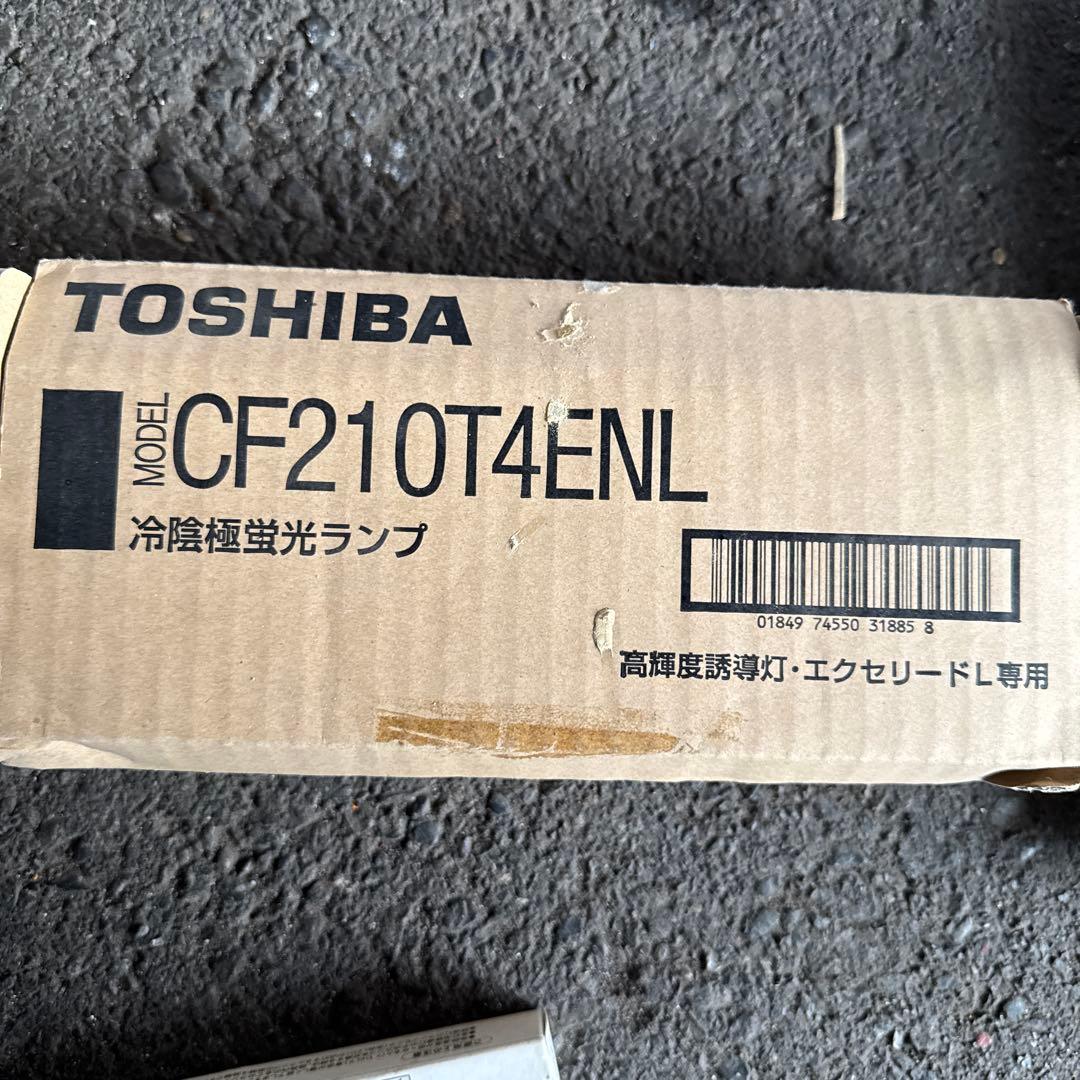 TOSHIBA
MODEL CF210T4ENL
冷陰極蛍光ランプ
01849 74550 31885 8
高輝度誘導灯・エクセリードL専用